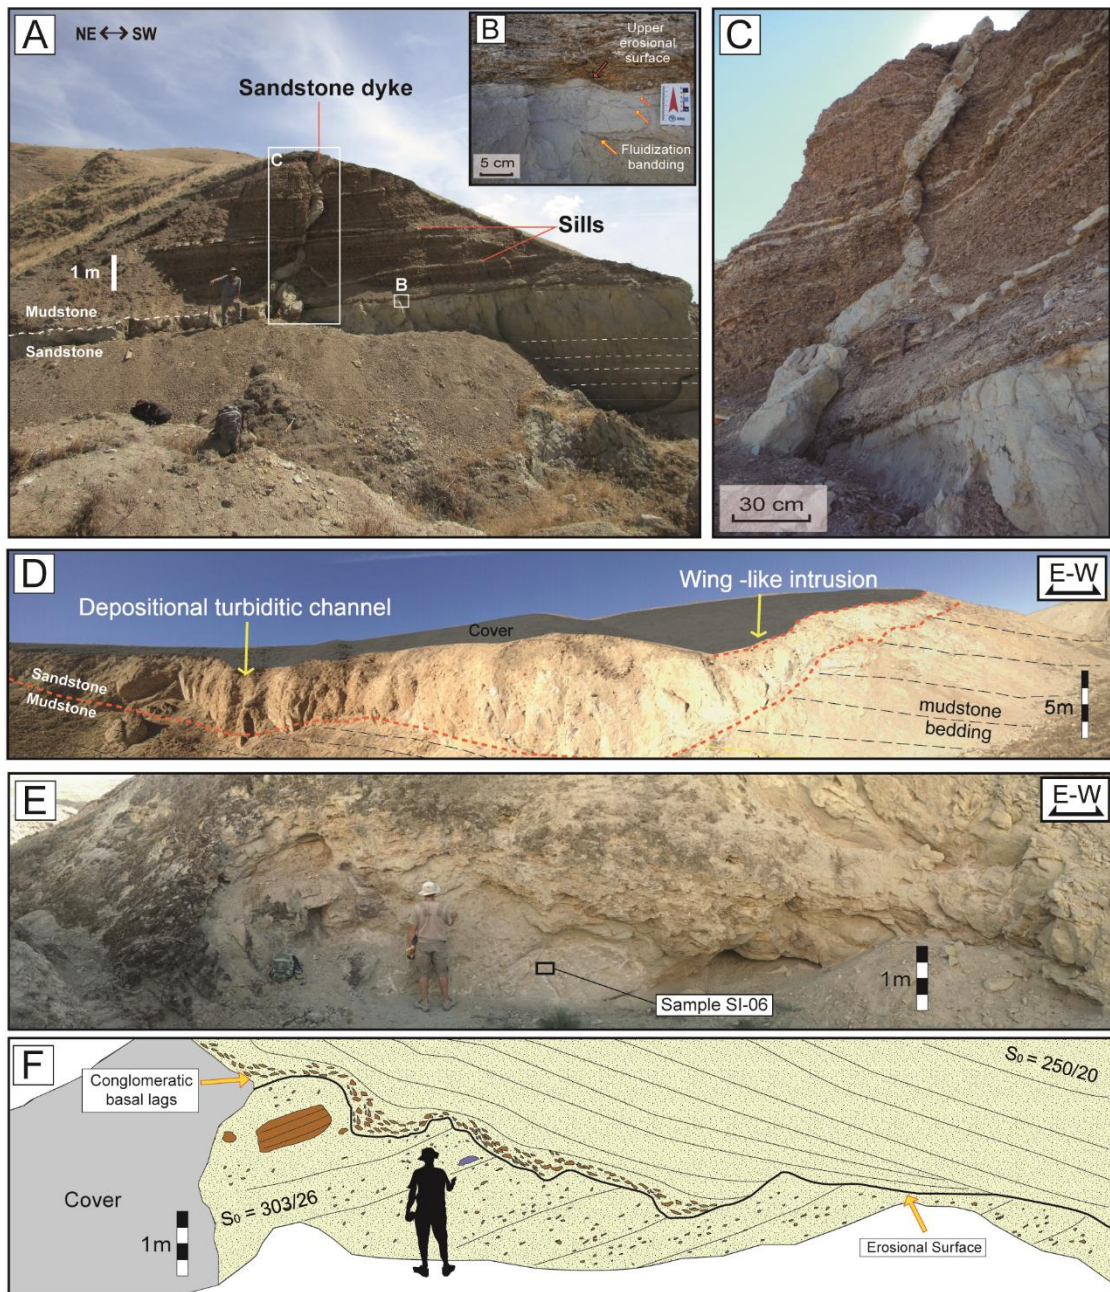 A
NE ↔ SW
Sandstone dyke
C
Sills
1 m
B
Mudstone
Sandstone
B
Upper
erosional
surface
Fluidization
bandding
5 cm
C
30 cm
D
E-W
Depositional turbiditic channel
Wing -like intrusion
Cover
Sandstone
Mudstone
mudstone
bedding
5m
E
E-W
1m
Sample SI-06
F
Conglomeratic
basal lags
S₀ = 250/20
S₀ = 303/26
Cover
1m
Erosional Surface